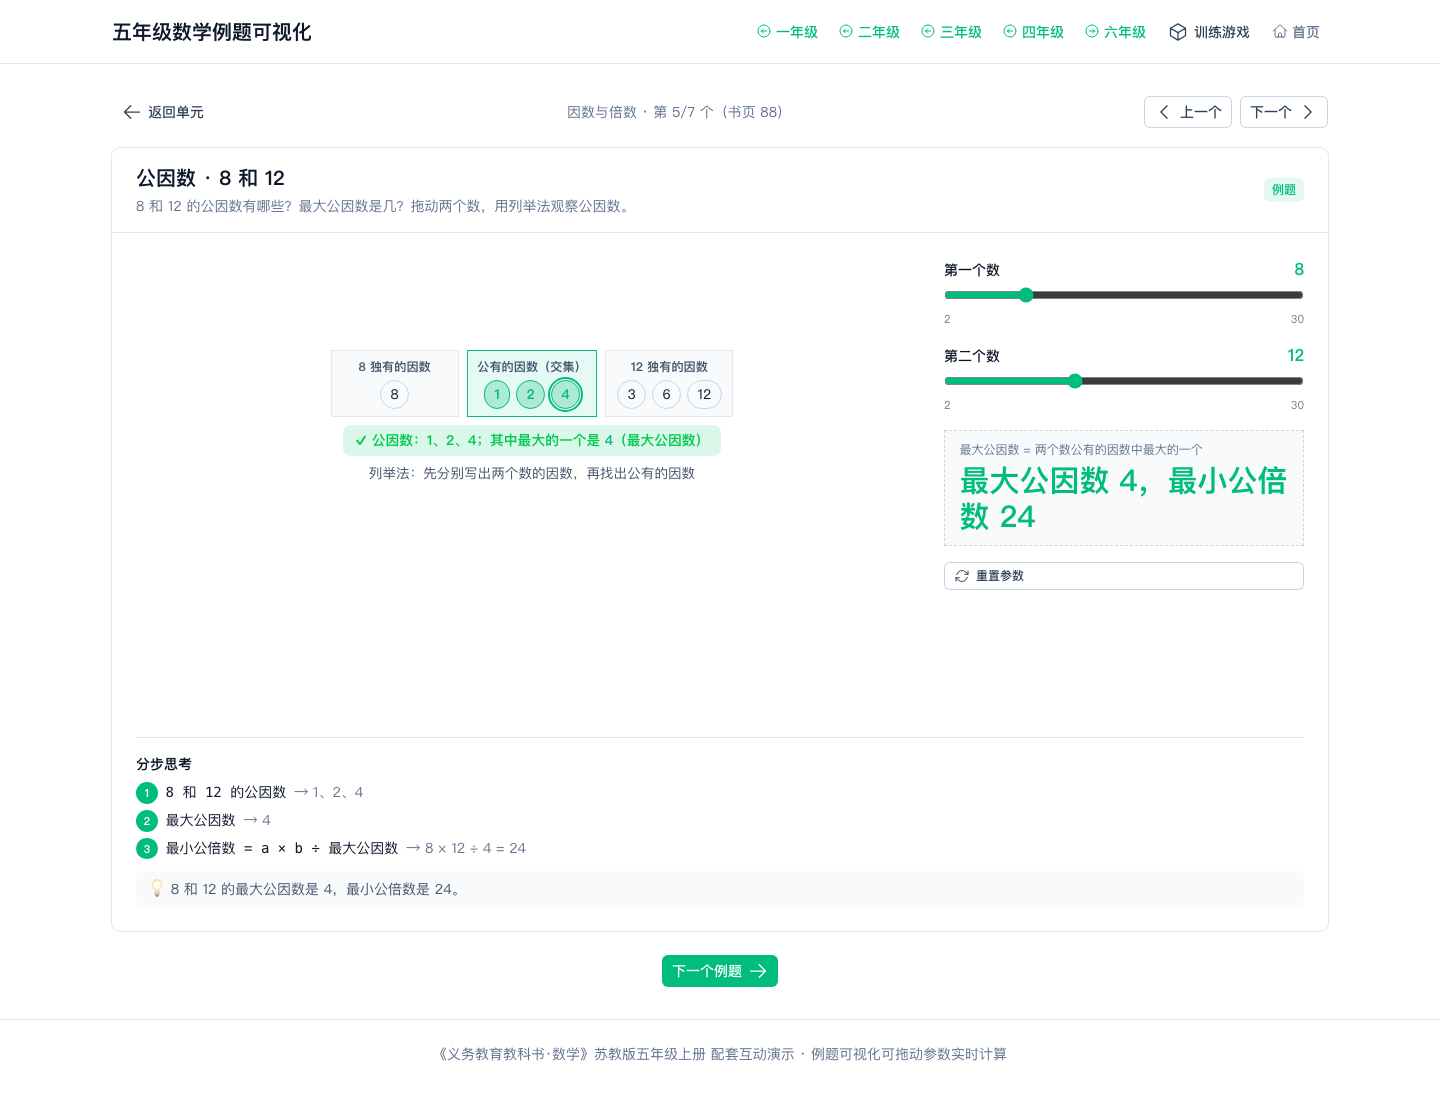 五年级数学例题可视化
一年级 二年级 三年级 四年级 六年级 训练游戏 首页
返回单元
因数与倍数 · 第 5/7 个（书页 88）
上一个 下一个
公因数 · 8 和 12
例题
8 和 12 的公因数有哪些？最大公因数是几？拖动两个数，用列举法观察公因数。
8 独有的因数
8
公有的因数（交集）
1 2 4
12 独有的因数
3 6 12
✓ 公因数：1、2、4；其中最大的一个是 4（最大公因数）
列举法：先分别写出两个数的因数，再找出公有的因数
第一个数 8
2 30
第二个数 12
2 30
最大公因数 = 两个数公有的因数中最大的一个
最大公因数 4，最小公倍
数 24
重置参数
分步思考
1 8 和 12 的公因数 → 1、2、4
2 最大公因数 → 4
3 最小公倍数 = a × b ÷ 最大公因数 → 8 × 12 ÷ 4 = 24
8 和 12 的最大公因数是 4，最小公倍数是 24。
下一个例题 →
《义务教育教科书·数学》苏教版五年级上册 配套互动演示 · 例题可视化可拖动参数实时计算